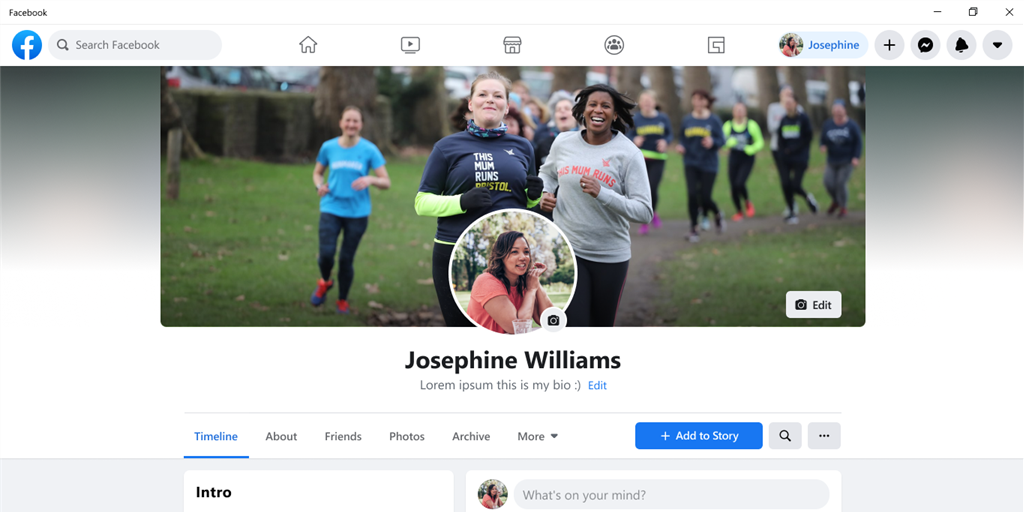 Facebook
Search Facebook
Josephine
THIS
MUM
RUNS
BRISTOL.
THIS MUM RUNS
Edit
Josephine Williams
Lorem ipsum this is my bio :) Edit
Timeline About Friends Photos Archive More
+ Add to Story
Intro
What's on your mind?